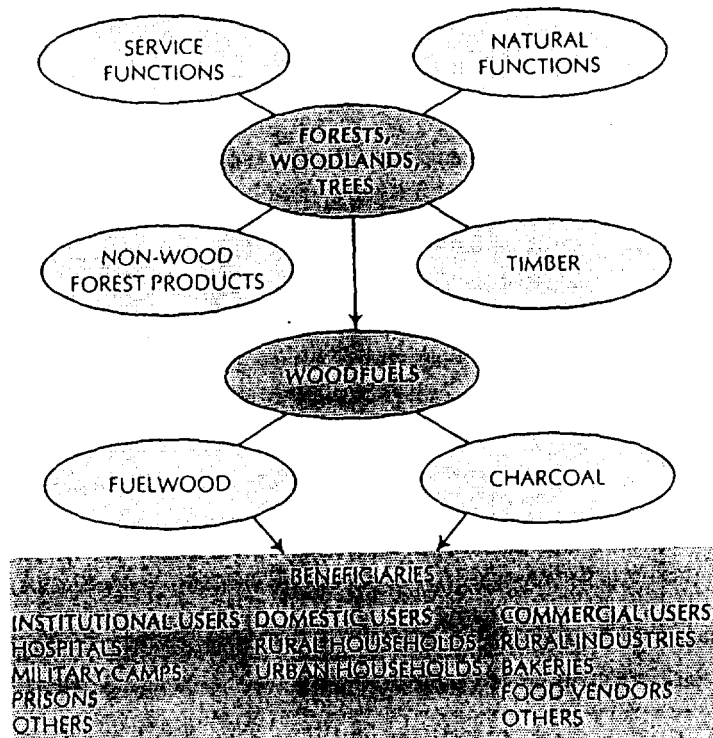 SERVICE
FUNCTIONS
NATURAL
FUNCTIONS
FORESTS,
WOODLANDS,
TREES
NON-WOOD
FOREST PRODUCTS
TIMBER
WOODFUELS
FUELWOOD
CHARCOAL
BENEFICIARIES
INSTITUTIONAL USERS
HOSPITALS
MILITARY CAMPS
PRISONS
OTHERS
DOMESTIC USERS
RURAL HOUSEHOLDS
URBAN HOUSEHOLDS
COMMERCIAL USERS
RURAL INDUSTRIES
BAKERIES
FOOD VENDORS
OTHERS